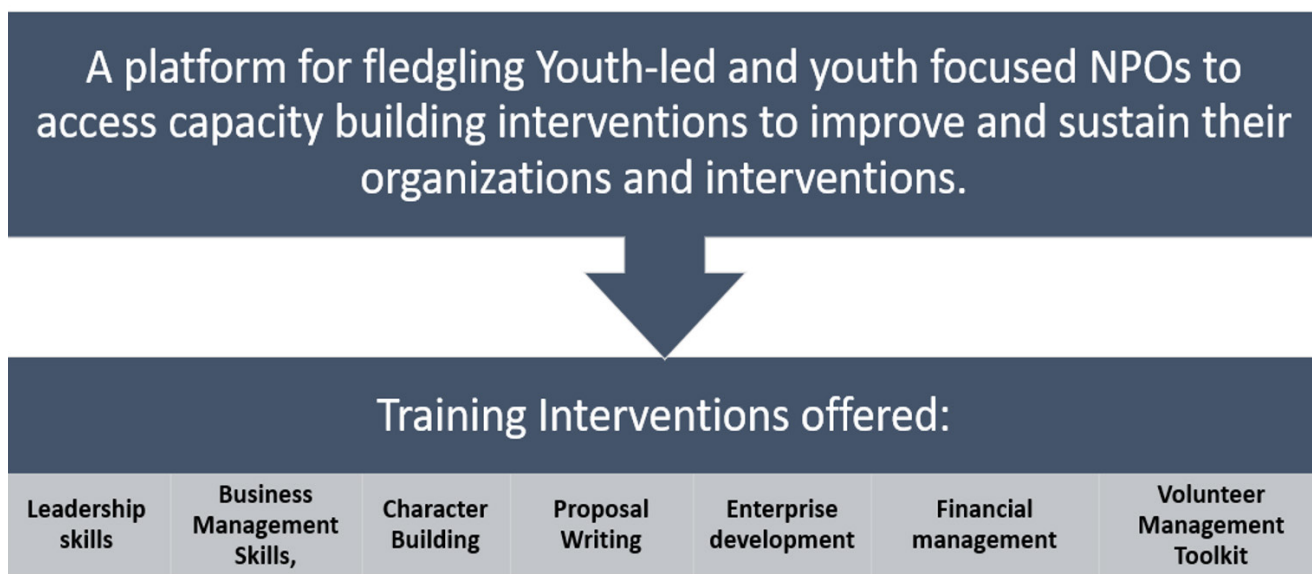 A platform for fledgling Youth-led and youth focused NPOs to
access capacity building interventions to improve and sustain their
organizations and interventions.
Training Interventions offered:
Leadership
skills
Business
Management
Skills,
Character
Building
Proposal
Writing
Enterprise
development
Financial
management
Volunteer
Management
Toolkit